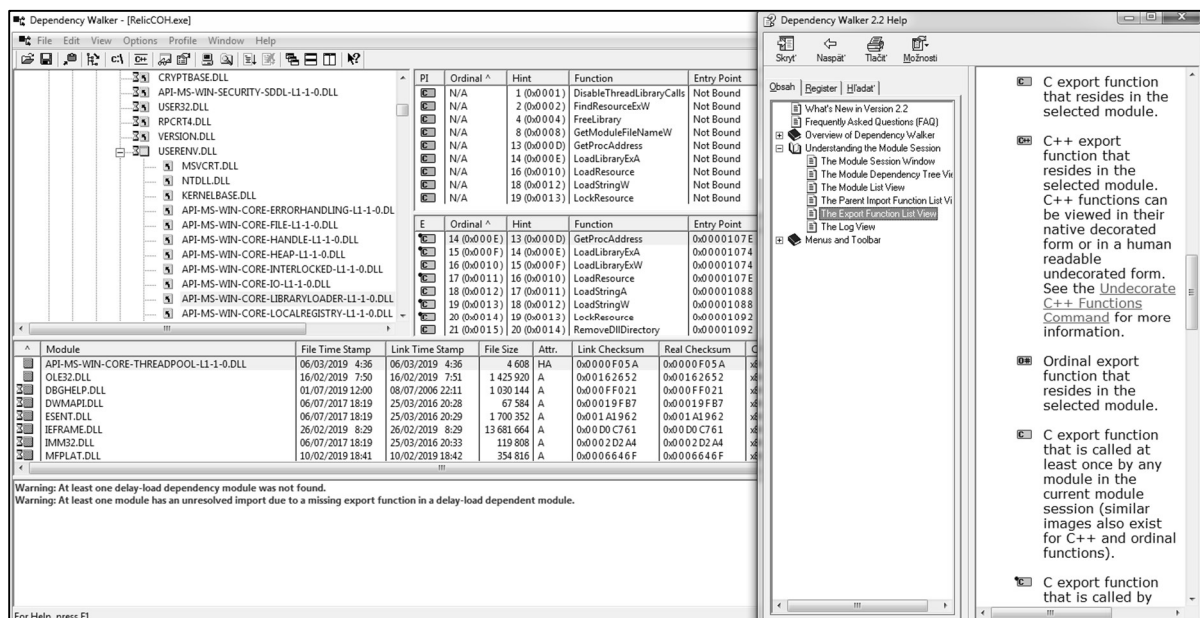 Dependency Walker - [RelicCOH.exe]
File Edit View Options Profile Window Help
CRYPTBASE.DLL
API-MS-WIN-SECURITY-SDDL-L1-1-0.DLL
USER32.DLL
RPCRT4.DLL
VERSION.DLL
USERENV.DLL
MSVCRT.DLL
NTDLL.DLL
KERNELBASE.DLL
API-MS-WIN-CORE-ERRORHANDLING-L1-1-0.DL
API-MS-WIN-CORE-FILE-L1-1-0.DLL
API-MS-WIN-CORE-HANDLE-L1-1-0.DLL
API-MS-WIN-CORE-HEAP-L1-1-0.DLL
API-MS-WIN-CORE-INTERLOCKED-L1-1-0.DLL
API-MS-WIN-CORE-IO-L1-1-0.DLL
API-MS-WIN-CORE-LIBRARYLOADER-L1-1-0.DLL
API-MS-WIN-CORE-LOCALREGISTRY-L1-1-0.DLL
PI Ordinal ^ Hint Function Entry Point
C N/A 1 (0x0001) DisableThreadLibraryCalls Not Bound
C N/A 2 (0x0002) FindResourceExW Not Bound
C N/A 4 (0x0004) FreeLibrary Not Bound
C N/A 8 (0x0008) GetModuleFileNameW Not Bound
C N/A 13 (0x000D) GetProcAddress Not Bound
C N/A 14 (0x000E) LoadLibraryExA Not Bound
C N/A 16 (0x0010) LoadResource Not Bound
C N/A 18 (0x0012) LoadStringW Not Bound
C N/A 19 (0x0013) LockResource Not Bound
E Ordinal ^ Hint Function Entry Point
C 14 (0x000E) 13 (0x000D) GetProcAddress 0x0000107E
C 15 (0x000F) 14 (0x000E) LoadLibraryExA 0x00001074
C 16 (0x0010) 15 (0x000F) LoadLibraryExW 0x00001074
C 17 (0x0011) 16 (0x0010) LoadResource 0x0000107E
C 18 (0x0012) 17 (0x0011) LoadStringA 0x00001088
C 19 (0x0013) 18 (0x0012) LoadStringW 0x00001088
C 20 (0x0014) 19 (0x0013) LockResource 0x00001092
C 21 (0x0015) 20 (0x0014) RemoveDllDirectory 0x00001092
^ Module File Time Stamp Link Time Stamp File Size Attr. Link Checksum Real Checksum C
API-MS-WIN-CORE-THREADPOOL-L1-1-0.DLL 06/03/2019 4:36 06/03/2019 4:36 4 608 HA 0x0000F05A 0x0000F05A
OLE32.DLL 16/02/2019 7:50 16/02/2019 7:51 1 425 920 A 0x00162652 0x00162652
DBGHELP.DLL 01/07/2019 12:00 08/07/2006 22:11 1 030 144 A 0x000FF021 0x000FF021
DWMAPI.DLL 06/07/2017 18:19 25/03/2016 20:28 67 584 A 0x00019FB7 0x00019FB7
ESENT.DLL 06/07/2017 18:19 25/03/2016 20:29 1 700 352 A 0x001A1962 0x001A1962
IEFRAME.DLL 26/02/2019 8:29 26/02/2019 8:29 13 681 664 A 0x00D0C761 0x00D0C761
IMM32.DLL 06/07/2017 18:19 25/03/2016 20:33 119 808 A 0x0002D2A4 0x0002D2A4
MFPLAT.DLL 10/02/2019 18:41 10/02/2019 18:42 354 816 A 0x0006646F 0x0006646F
Warning: At least one delay-load dependency module was not found.
Warning: At least one module has an unresolved import due to a missing export function in a delay-load dependent module.
For Help, press F1
Dependency Walker 2.2 Help
Skryť Naspäť Tlačiť Možnosti
Obsah Register Hľadať
What's New in Version 2.2
Frequently Asked Questions (FAQ)
Overview of Dependency Walker
Understanding the Module Session
The Module Session Window
The Module Dependency Tree Vie
The Module List View
The Parent Import Function List Vi
The Export Function List View
The Log View
Menus and Toolbar
C export function
that resides in the
selected module.
C++ export
function that
resides in the
selected module.
C++ functions can
be viewed in their
native decorated
form or in a human
readable
undecorated form.
See the Undecorate
C++ Functions
Command for more
information.
Ordinal export
function that
resides in the
selected module.
C export function
that is called at
least once by any
module in the
current module
session (similar
images also exist
for C++ and ordinal
functions).
C export function
that is called by